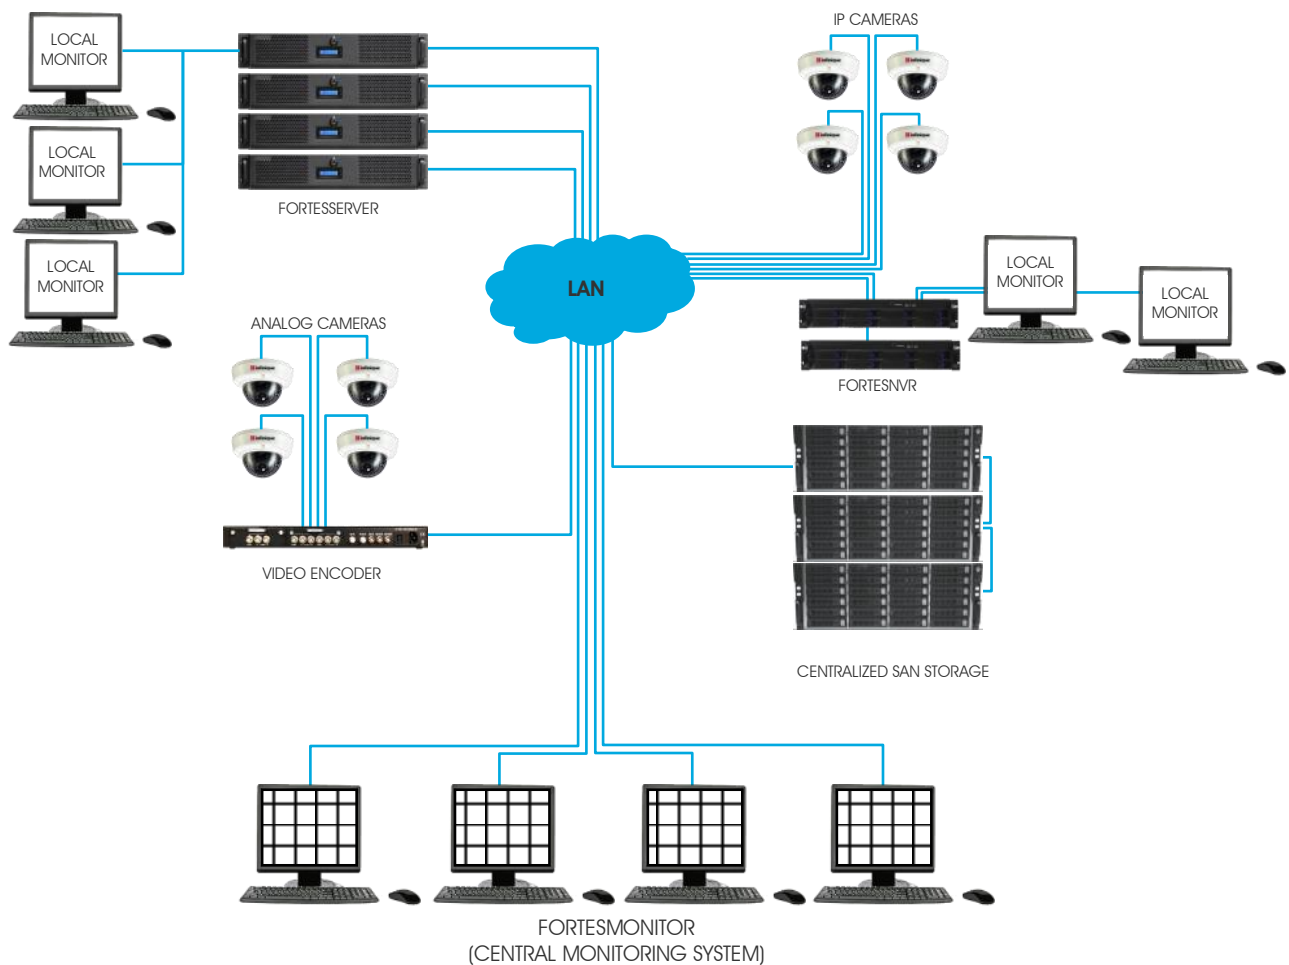 LOCAL
MONITOR
LOCAL
MONITOR
LOCAL
MONITOR
FORTESSERVER
IP CAMERAS
LAN
LOCAL
MONITOR
LOCAL
MONITOR
FORTESNVR
ANALOG CAMERAS
VIDEO ENCODER
CENTRALIZED SAN STORAGE
FORTESMONITOR
(CENTRAL MONITORING SYSTEM)